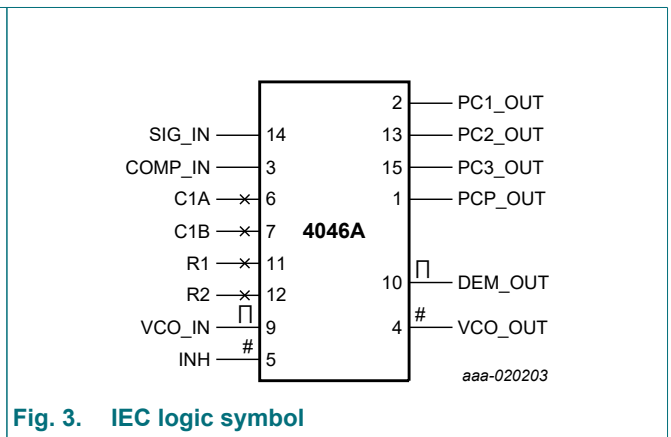 2 PC1_OUT
SIG_IN 14 13 PC2_OUT
COMP_IN 3 15 PC3_OUT
C1A 6 1 PCP_OUT
C1B 7 4046A
R1 11
R2 12 10 ∏ DEM_OUT
VCO_IN ∏ 9 4 # VCO_OUT
INH # 5
aaa-020203
Fig. 3. IEC logic symbol